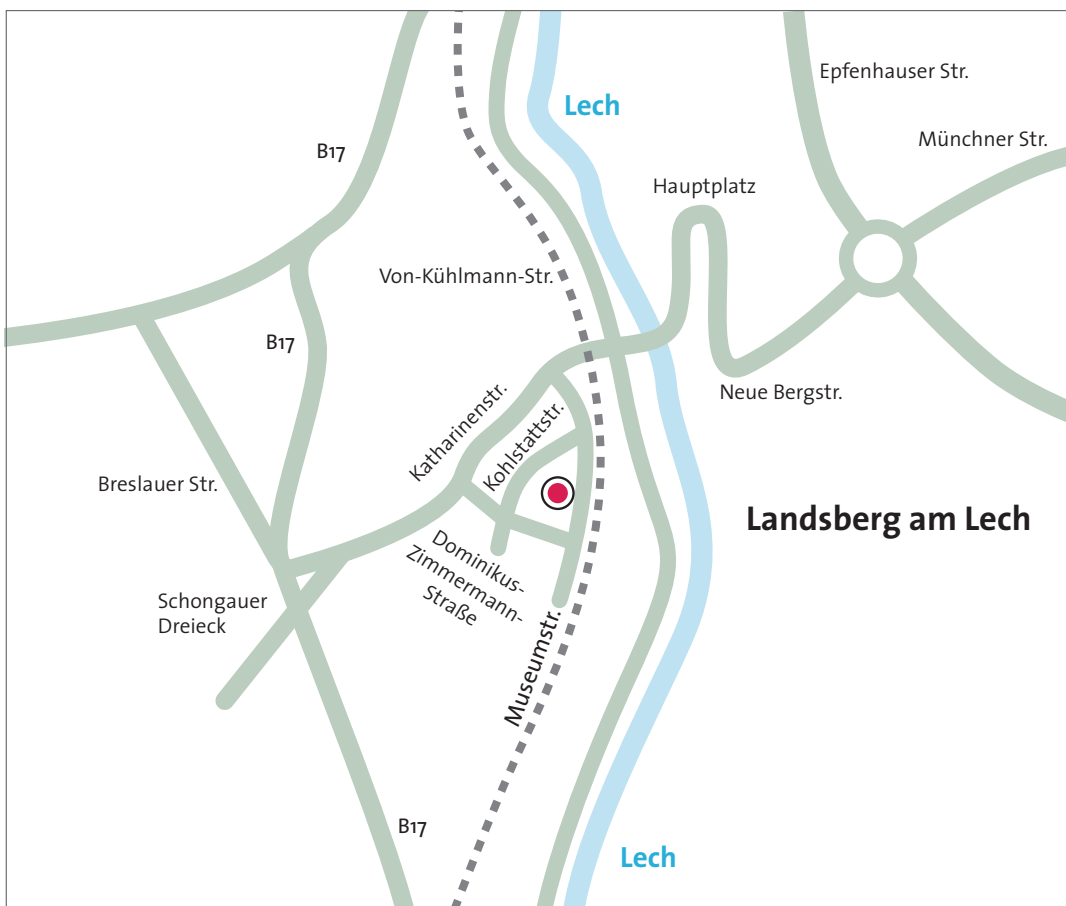 Epfenhauser Str.
Lech
Münchner Str.
B17
Hauptplatz
Von-Kühlmann-Str.
B17
Neue Bergstr.
Katharinenstr.
Kohlstattstr.
Breslauer Str.
Landsberg am Lech
Dominikus-
Zimmermann-
Straße
Schongauer
Dreieck
Museumstr.
B17
Lech